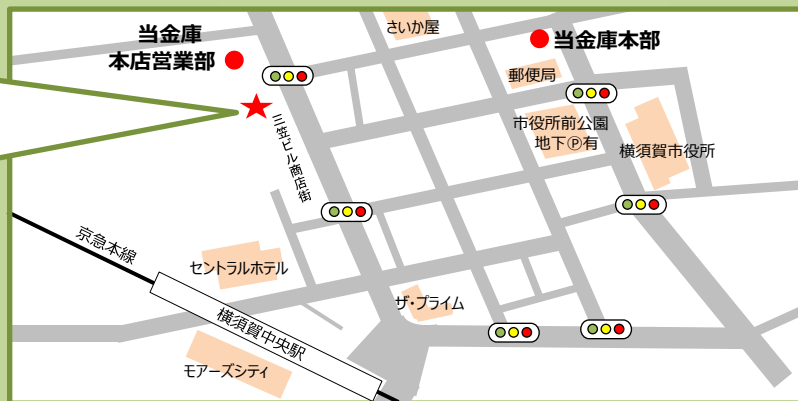 さいか屋
当金庫
本店営業部
当金庫本部
郵便局
市役所前公園
地下Ⓟ有
横須賀市役所
三笠ビル商店街
京急本線
セントラルホテル
ザ・プライム
横須賀中央駅
モアーズシティ